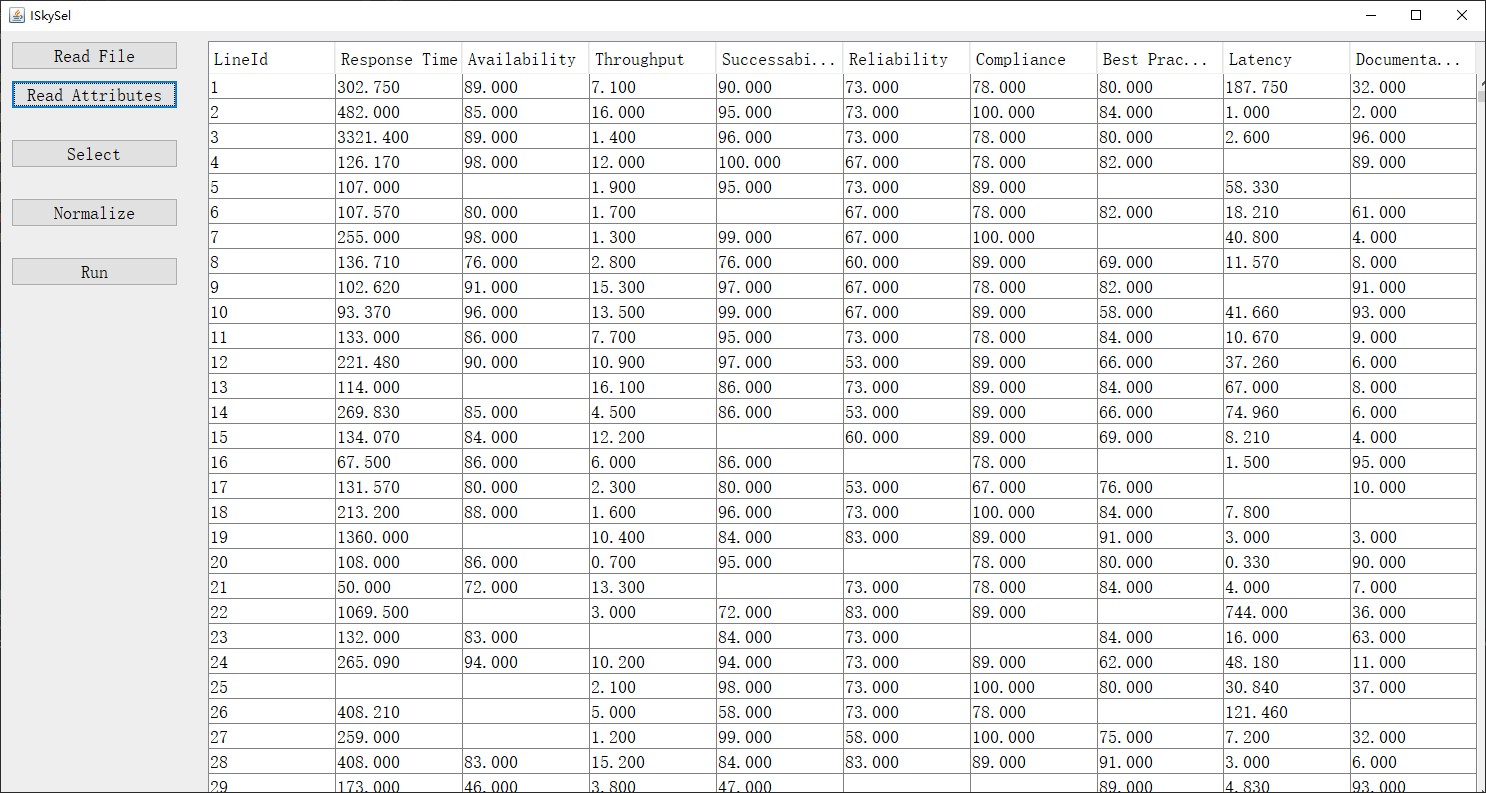 ISkySel
Read File
Read Attributes
Select
Normalize
Run
LineId Response Time Availability Throughput Successabi... Reliability Compliance Best Prac... Latency Documenta...
1 302.750 89.000 7.100 90.000 73.000 78.000 80.000 187.750 32.000
2 482.000 85.000 16.000 95.000 73.000 100.000 84.000 1.000 2.000
3 3321.400 89.000 1.400 96.000 73.000 78.000 80.000 2.600 96.000
4 126.170 98.000 12.000 100.000 67.000 78.000 82.000 89.000
5 107.000 1.900 95.000 73.000 89.000 58.330
6 107.570 80.000 1.700 67.000 78.000 82.000 18.210 61.000
7 255.000 98.000 1.300 99.000 67.000 100.000 40.800 4.000
8 136.710 76.000 2.800 76.000 60.000 89.000 69.000 11.570 8.000
9 102.620 91.000 15.300 97.000 67.000 78.000 82.000 91.000
10 93.370 96.000 13.500 99.000 67.000 89.000 58.000 41.660 93.000
11 133.000 86.000 7.700 95.000 73.000 78.000 84.000 10.670 9.000
12 221.480 90.000 10.900 97.000 53.000 89.000 66.000 37.260 6.000
13 114.000 16.100 86.000 73.000 89.000 84.000 67.000 8.000
14 269.830 85.000 4.500 86.000 53.000 89.000 66.000 74.960 6.000
15 134.070 84.000 12.200 60.000 89.000 69.000 8.210 4.000
16 67.500 86.000 6.000 86.000 78.000 1.500 95.000
17 131.570 80.000 2.300 80.000 53.000 67.000 76.000 10.000
18 213.200 88.000 1.600 96.000 73.000 100.000 84.000 7.800
19 1360.000 10.400 84.000 83.000 89.000 91.000 3.000 3.000
20 108.000 86.000 0.700 95.000 78.000 80.000 0.330 90.000
21 50.000 72.000 13.300 73.000 78.000 84.000 4.000 7.000
22 1069.500 3.000 72.000 83.000 89.000 744.000 36.000
23 132.000 83.000 84.000 73.000 84.000 16.000 63.000
24 265.090 94.000 10.200 94.000 73.000 89.000 62.000 48.180 11.000
25 2.100 98.000 73.000 100.000 80.000 30.840 37.000
26 408.210 5.000 58.000 73.000 78.000 121.460
27 259.000 1.200 99.000 58.000 100.000 75.000 7.200 32.000
28 408.000 83.000 15.200 84.000 83.000 89.000 91.000 3.000 6.000
29 173.000 46.000 3.800 47.000 89.000 4.830 93.000